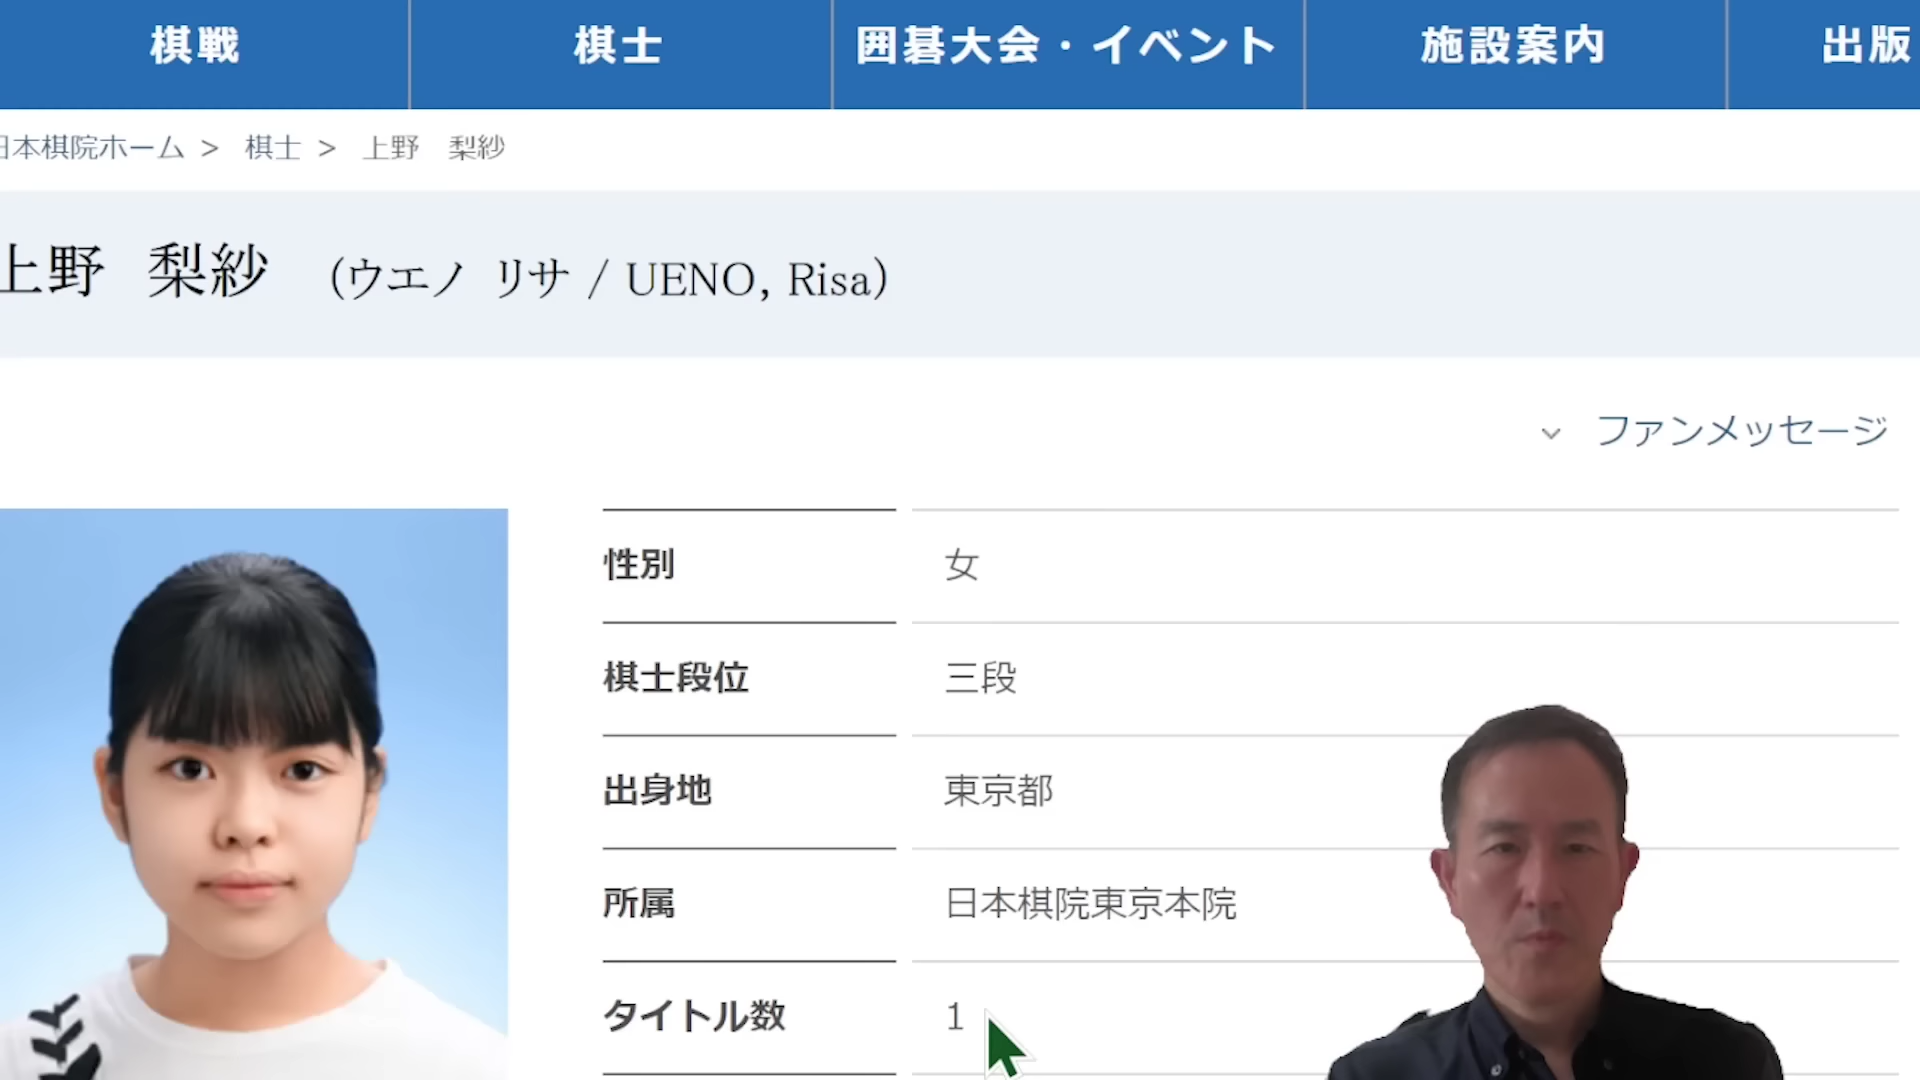 棋戦 棋士 囲碁大会・イベント 施設案内 出版
日本棋院ホーム > 棋士 > 上野 梨紗
上野 梨紗 (ウエノ リサ / UENO, Risa)
ファンメッセージ
性別 女
棋士段位 三段
出身地 東京都
所属 日本棋院東京本院
タイトル数 1